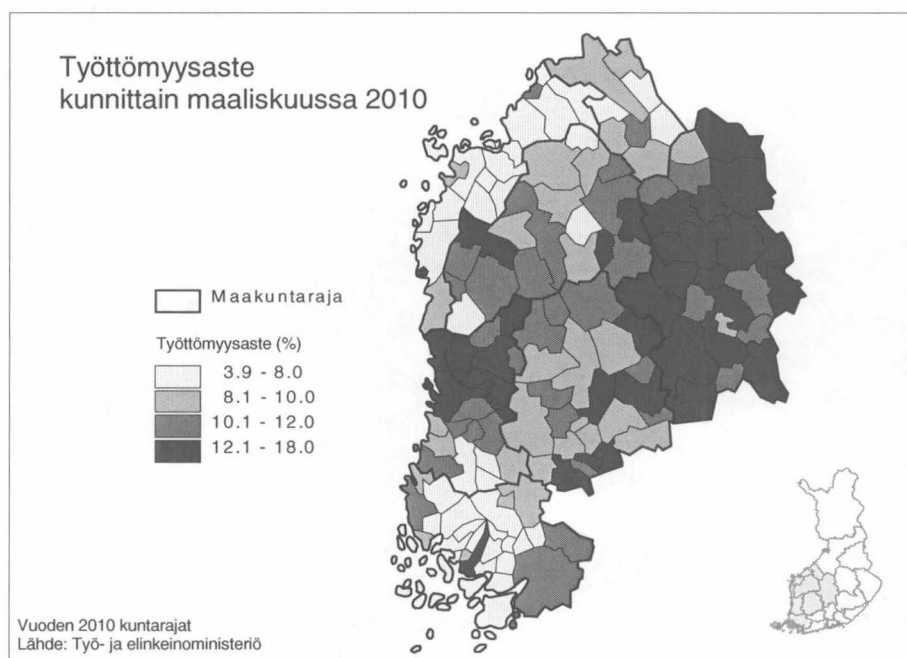 Työttömyysaste
kunnittain maaliskuussa 2010
Maakuntaraja
Työttömyysaste (%)
3.9 - 8.0
8.1 - 10.0
10.1 - 12.0
12.1 - 18.0
Vuoden 2010 kuntarajat
Lähde: Työ- ja elinkeinoministeriö